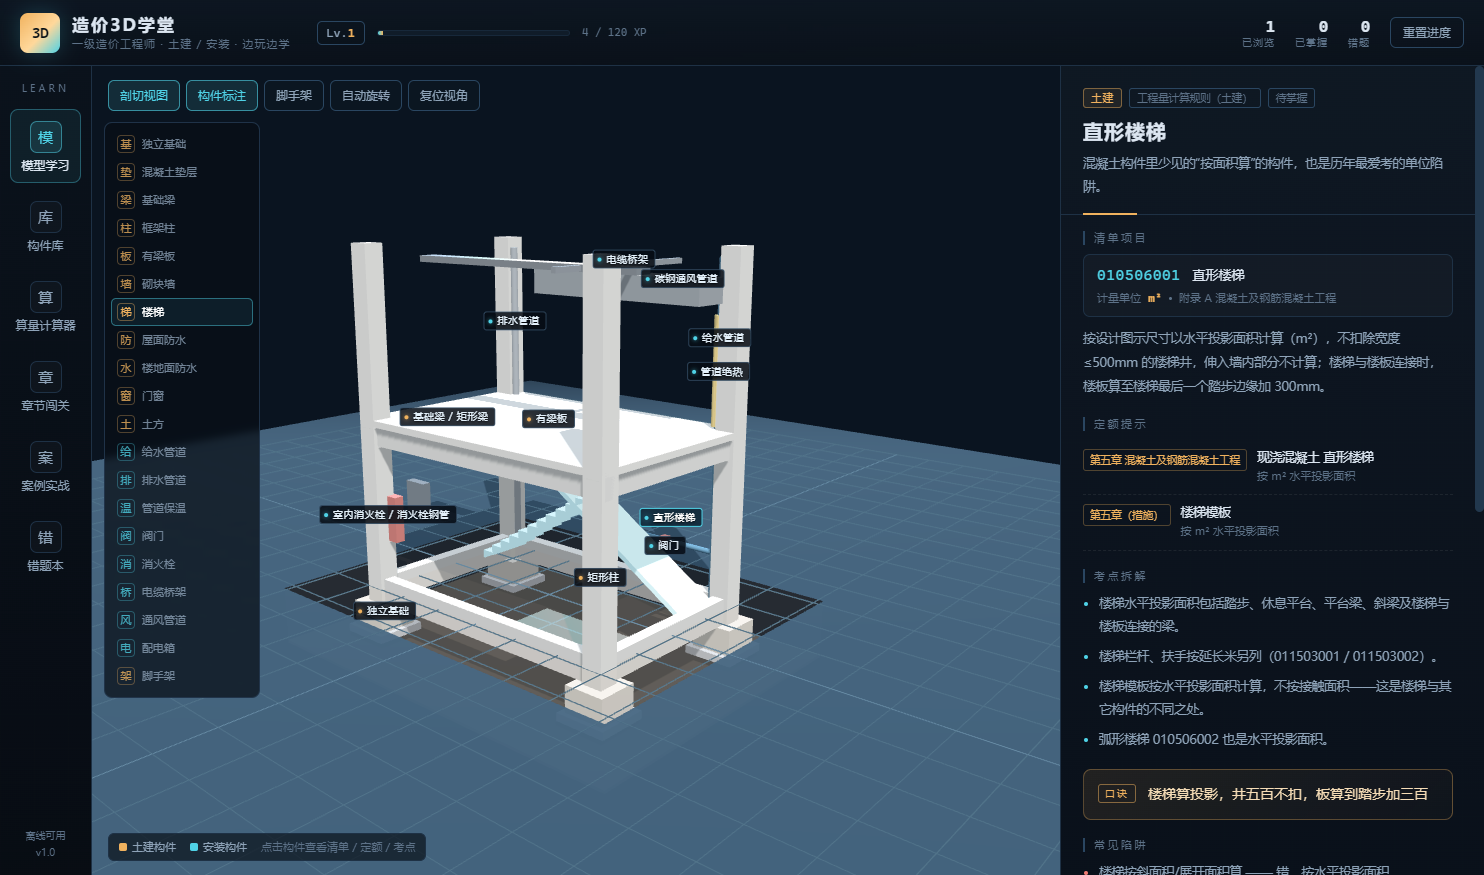 3D
造价3D学堂
一级造价工程师 · 土建 / 安装 · 边玩边学
Lv.1
4 / 120 XP
1
已浏览
0
已掌握
0
错题
重置进度
LEARN
模
模型学习
库
构件库
算
算量计算器
章
章节闯关
案
案例实战
错
错题本
离线可用
v1.0
剖切视图
构件标注
脚手架
自动旋转
复位视角
基 独立基础
垫 混凝土垫层
梁 基础梁
柱 框架柱
板 有梁板
墙 砌块墙
梯 楼梯
防 屋面防水
水 楼地面防水
窗 门窗
土 土方
给 给水管道
排 排水管道
温 管道保温
阀 阀门
消 消火栓
桥 电缆桥架
风 通风管道
电 配电箱
架 脚手架
电缆桥架
碳钢通风管道
排水管道
给水管道
管道绝热
基础梁 / 矩形梁
有梁板
室内消火栓 / 消火栓钢管
直形楼梯
阀门
矩形柱
独立基础
土建构件
安装构件
点击构件查看清单 / 定额 / 考点
土建
工程量计算规则（土建）
待掌握
直形楼梯
混凝土构件里少见的"按面积算"的构件，也是历年最爱考的单位陷
阱。
清单项目
010506001 直形楼梯
计量单位 m² • 附录 A 混凝土及钢筋混凝土工程
按设计图示尺寸以水平投影面积计算（m²），不扣除宽度
≤500mm 的楼梯井，伸入墙内部分不计算；楼梯与楼板连接时，
楼板算至楼梯最后一个踏步边缘加 300mm。
定额提示
第五章 混凝土及钢筋混凝土工程
现浇混凝土 直形楼梯
按 m² 水平投影面积
第五章（措施）
楼梯模板
按 m² 水平投影面积
考点拆解
楼梯水平投影面积包括踏步、休息平台、平台梁、斜梁及楼梯与
楼板连接的梁。
楼梯栏杆、扶手按延长米另列（011503001 / 011503002）。
楼梯模板按水平投影面积计算，不按接触面积——这是楼梯与其
它构件的不同之处。
弧形楼梯 010506002 也是水平投影面积。
口诀
楼梯算投影，井五百不扣，板算到踏步加三百
常见陷阱
楼梯按斜面积/展开面积算 —— 错，按水平投影面积